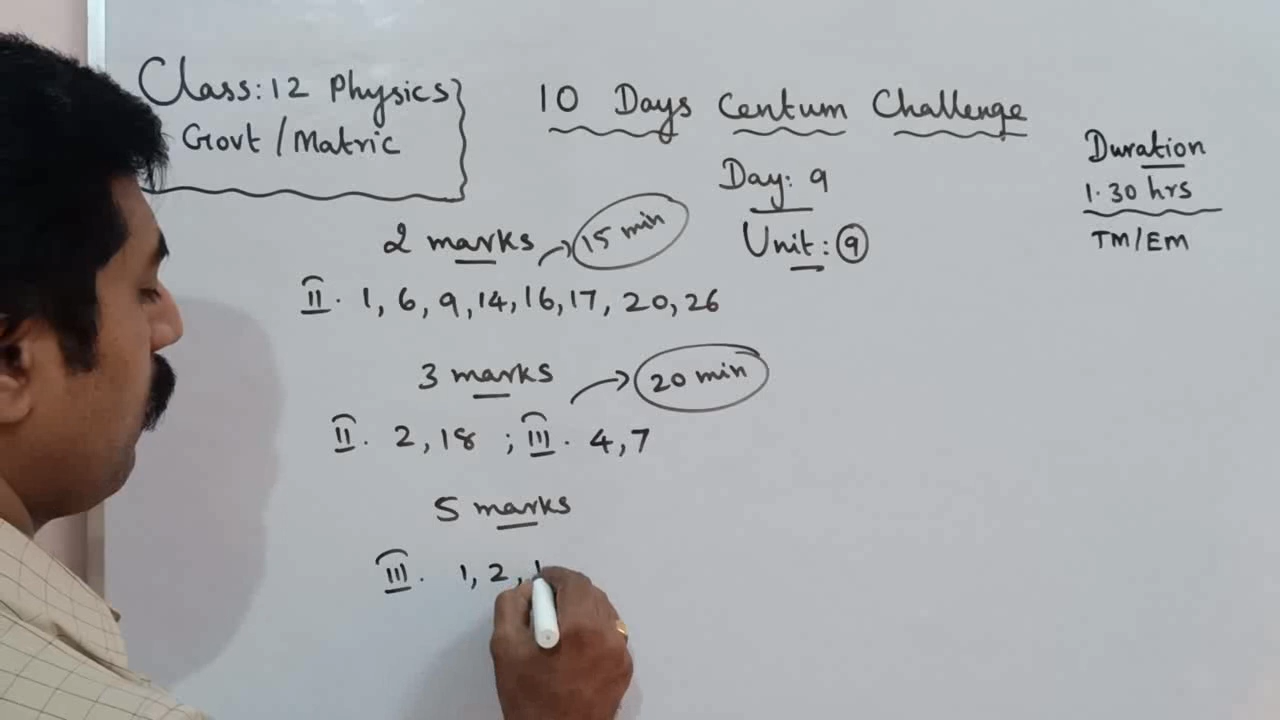 Class: 12 Physics
Govt / Matric
10 Days Centum Challenge
Day: 9
Unit: 9
Duration
1.30 hrs
TM/EM
2 marks → 15 min
II. 1, 6, 9, 14, 16, 17, 20, 26
3 marks → 20 min
II. 2, 18 ; III. 4, 7
5 marks
III. 1, 2,